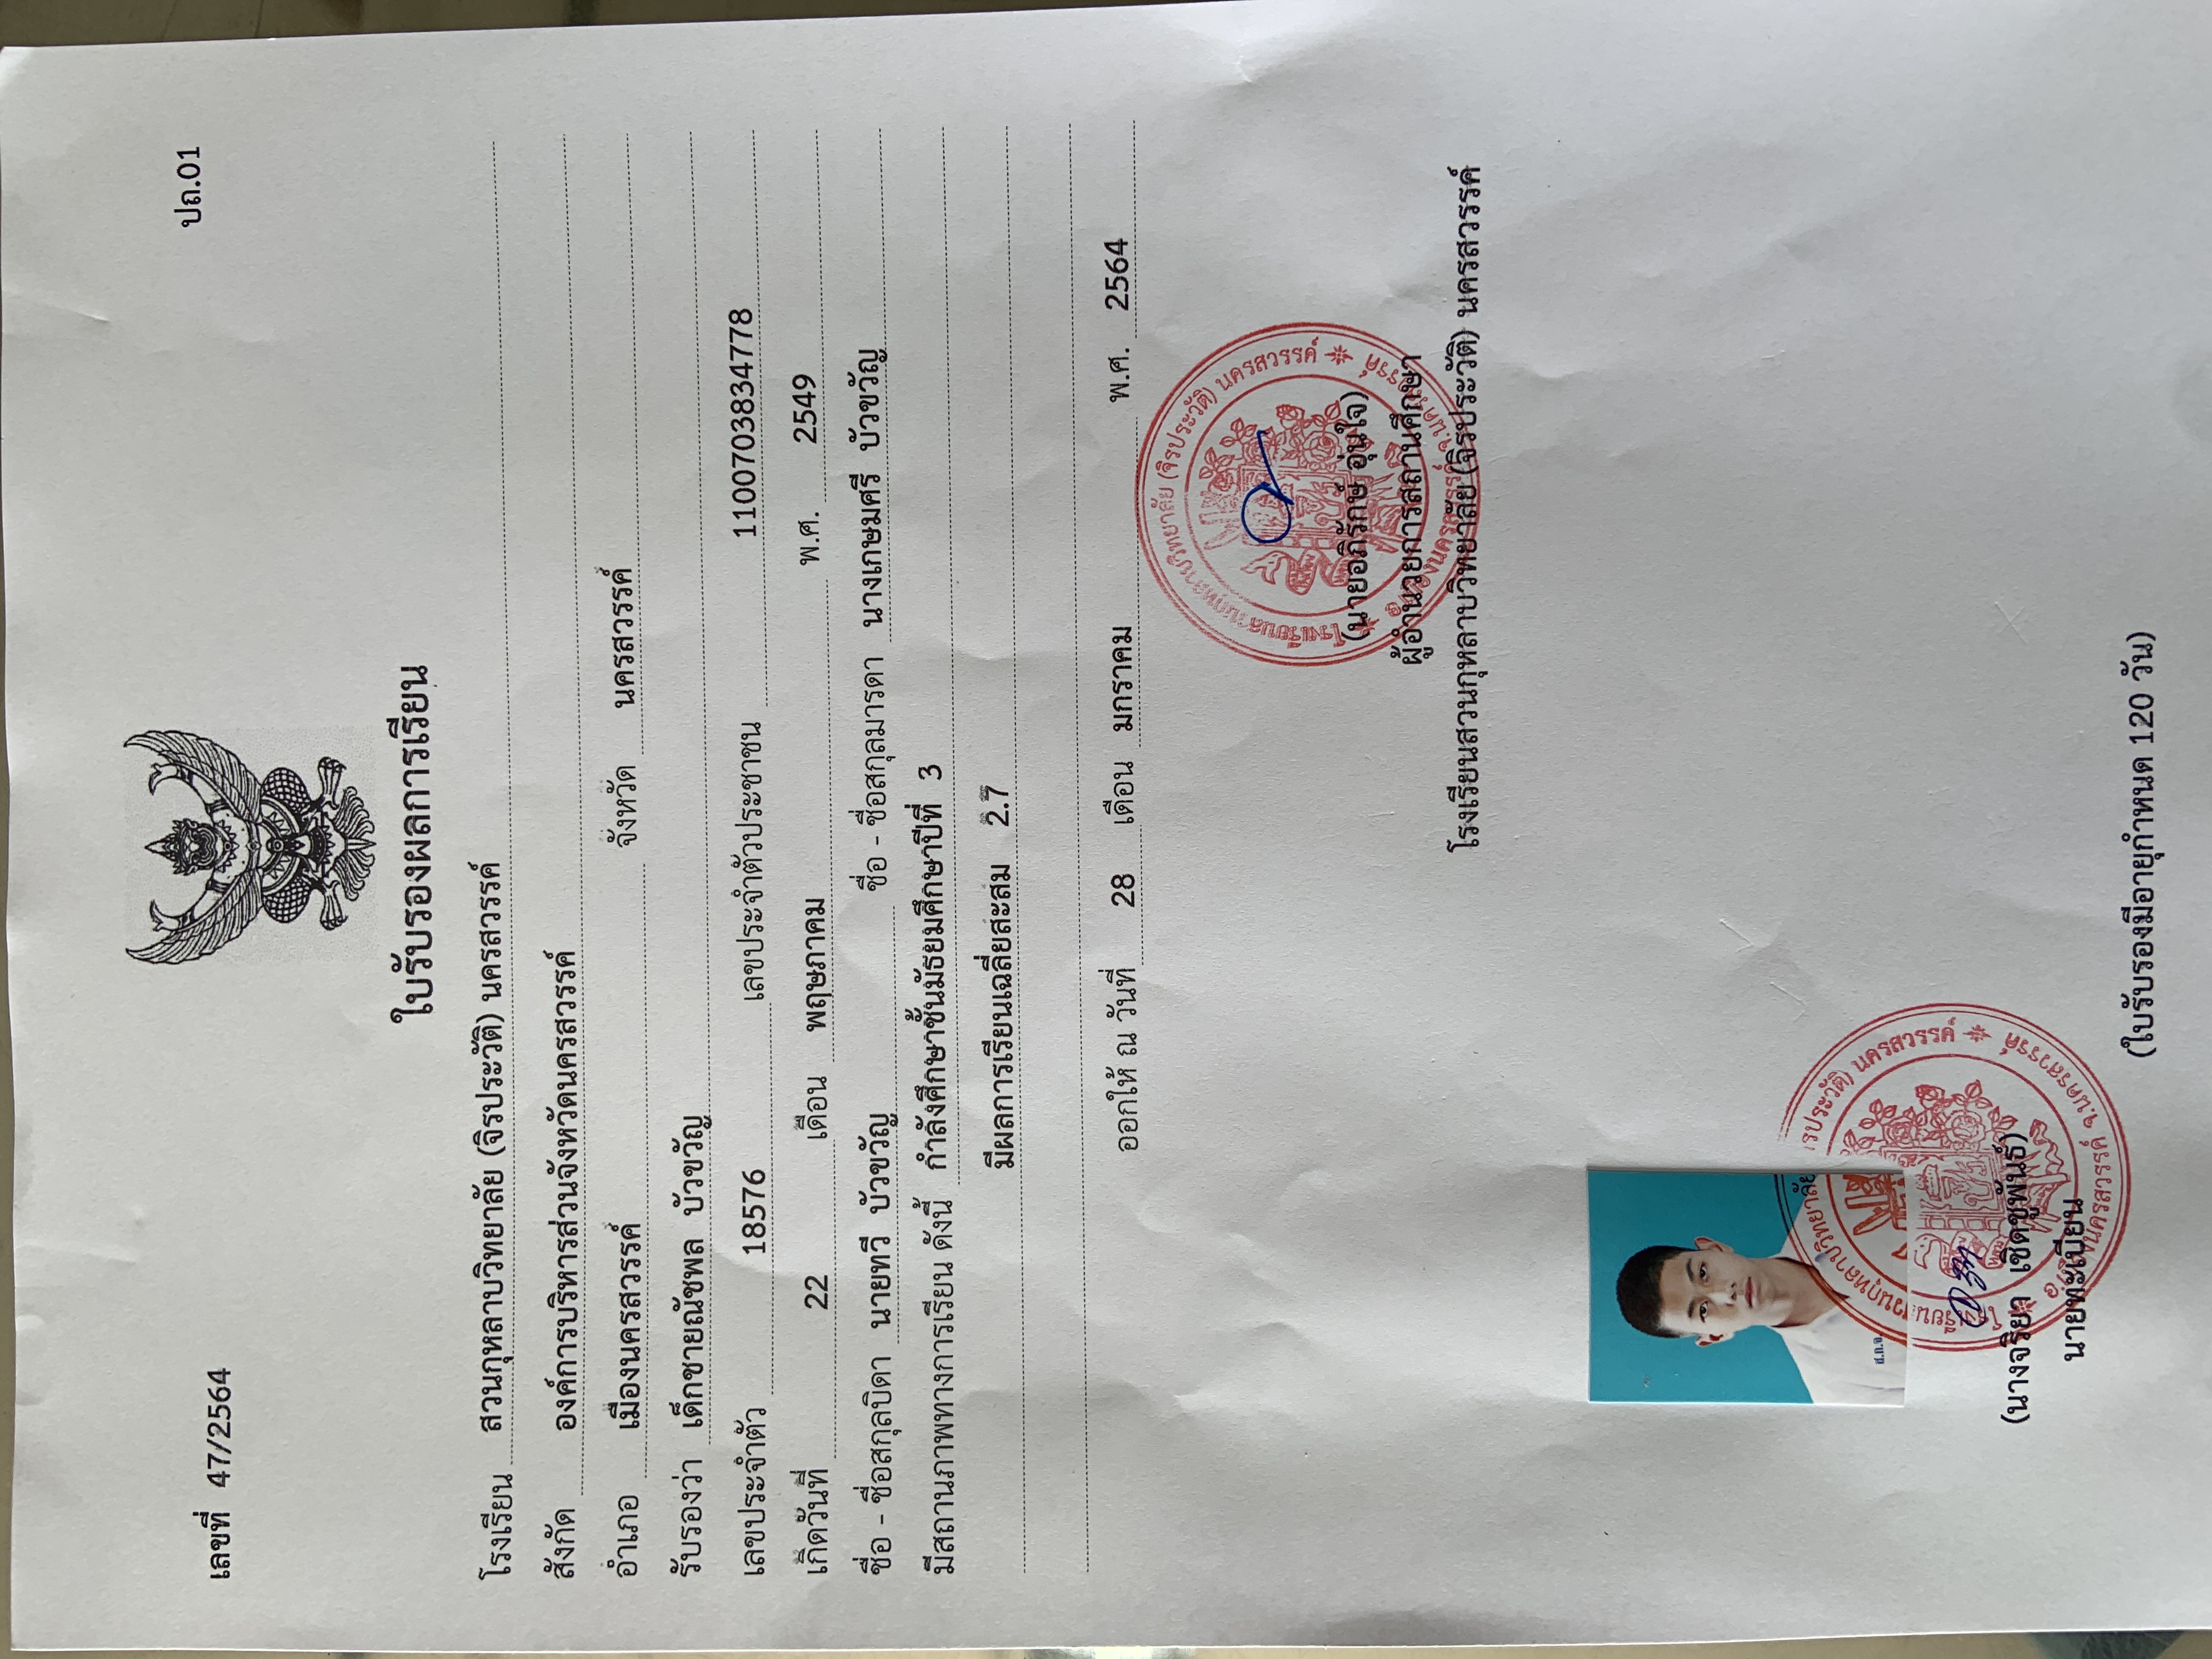 เลขที่ 47/2564
ปถ.01
ใบรับรองผลการเรียน
โรงเรียน สวนกุหลาบวิทยาลัย (จิรประวัติ) นครสวรรค์
สังกัด องค์การบริหารส่วนจังหวัดนครสวรรค์
อำเภอ เมืองนครสวรรค์ จังหวัด นครสวรรค์
รับรองว่า เด็กชายณัชพล บัวขวัญ
เลขประจำตัว 18576 เลขประจำตัวประชาชน 1100703834778
เกิดวันที่ 22 เดือน พฤษภาคม พ.ศ. 2549
ชื่อ - ชื่อสกุลบิดา นายทวี บัวขวัญ ชื่อ - ชื่อสกุลมารดา นางเกษมศรี บัวขวัญ
มีสถานภาพทางการเรียน ดังนี้ กำลังศึกษาชั้นมัธยมศึกษาปีที่ 3
มีผลการเรียนเฉลี่ยสะสม 2.7
ออกให้ ณ วันที่ 28 เดือน มกราคม พ.ศ. 2564
โรงเรียนสวนกุหลาบวิทยาลัย (จิรประวัติ) นครสวรรค์
อ.เมืองนครสวรรค์ จ.นครสวรรค์
(นายอภิรักษ์ อุ่นใจ)
ผู้อำนวยการสถานศึกษา
โรงเรียนสวนกุหลาบวิทยาลัย (จิรประวัติ) นครสวรรค์
ส.ก.จ.
โรงเรียนสวนกุหลาบวิทยาลัย นครสวรรค์
อ.เมืองนครสวรรค์ จ.นครสวรรค์
(นางจริยา เชิดชูพันธ์)
นายทะเบียน
(ใบรับรองมีอายุกำหนด 120 วัน)